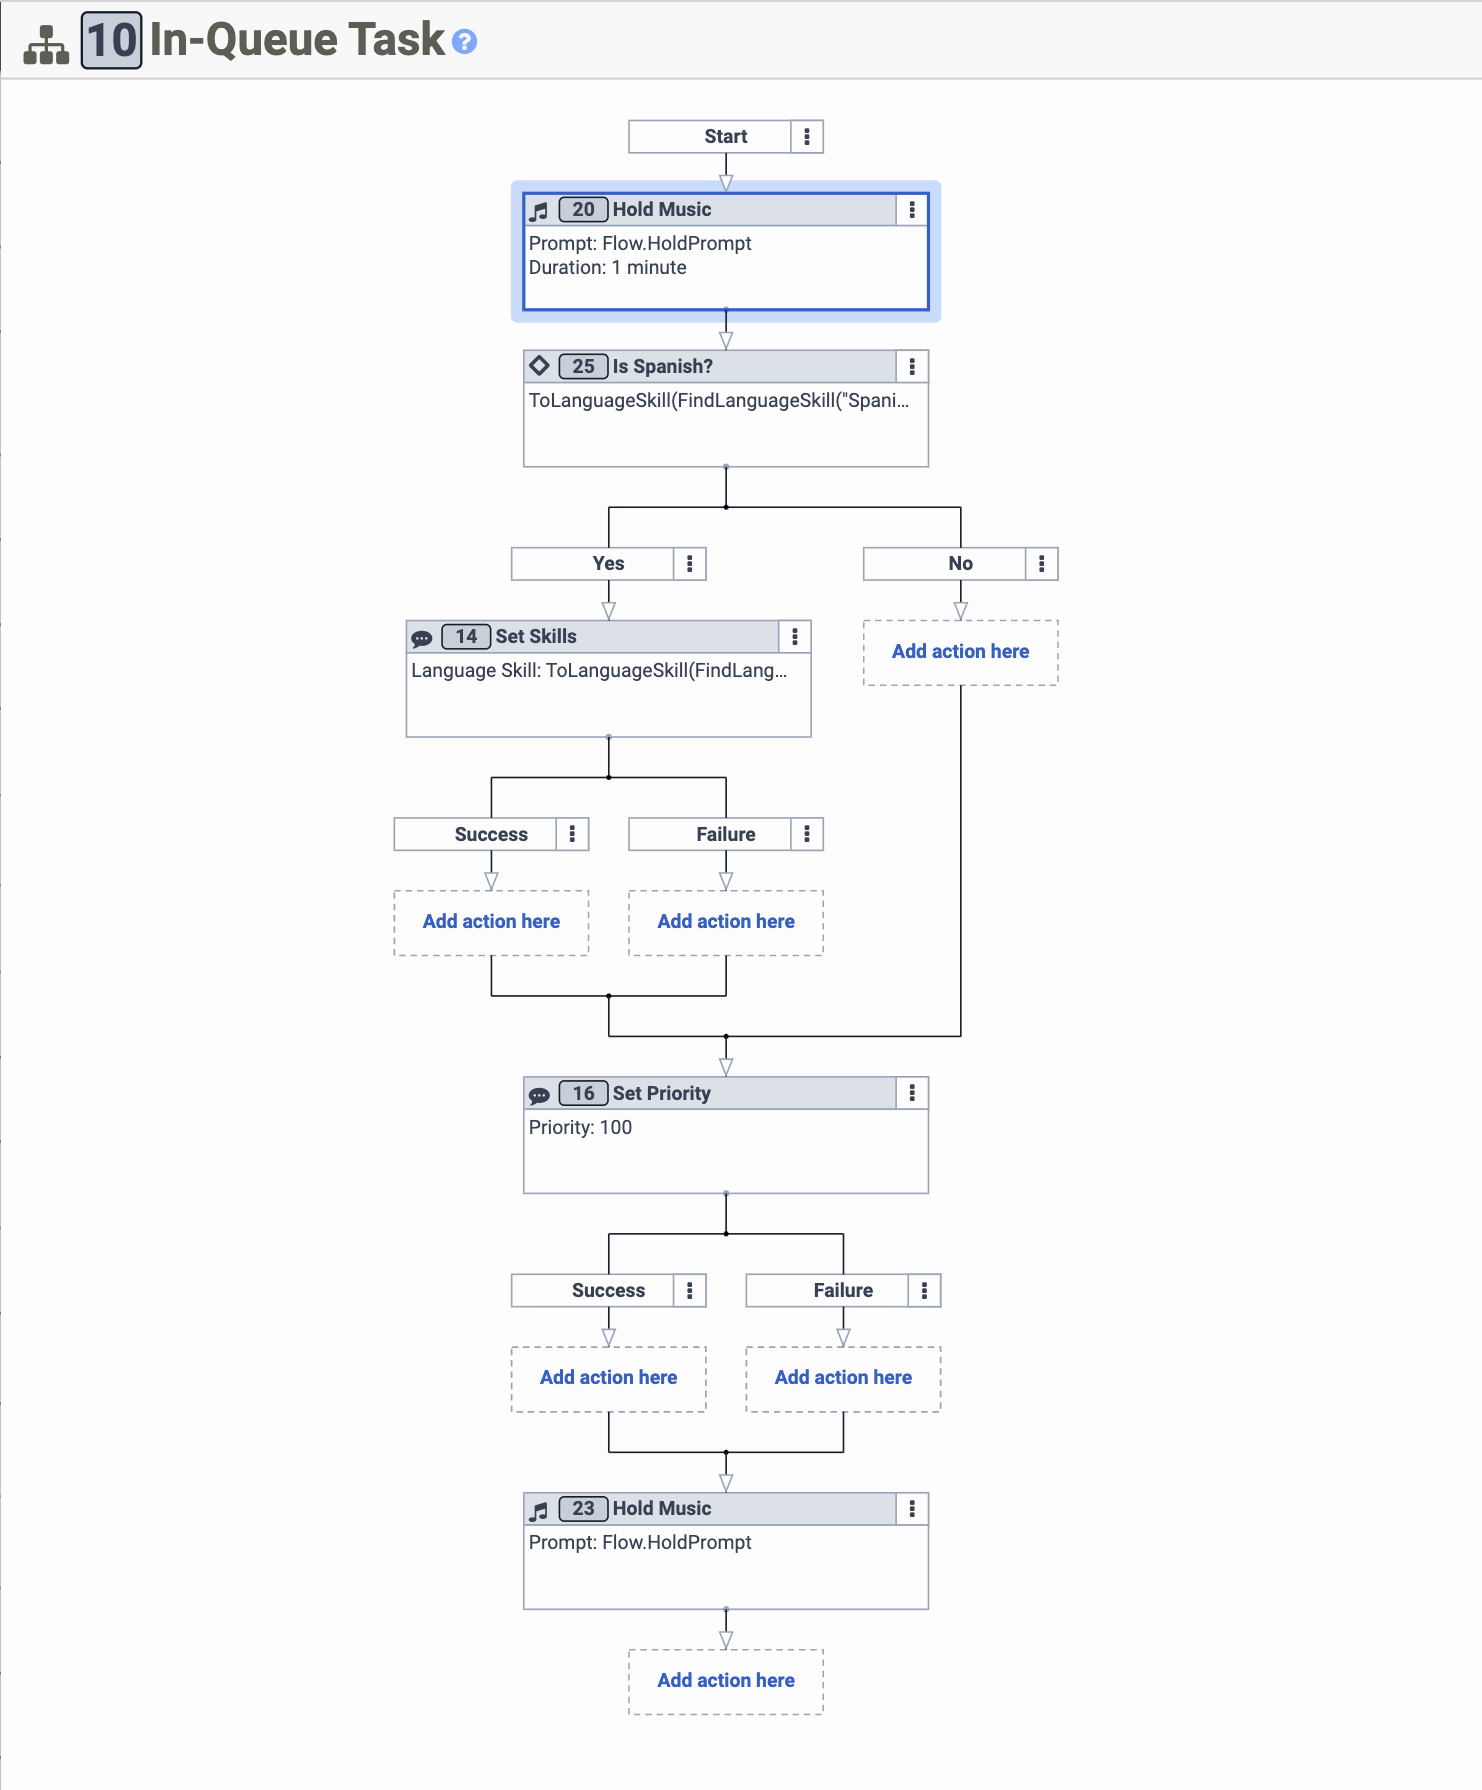 10 In-Queue Task ?
Start
20 Hold Music
Prompt: Flow.HoldPrompt
Duration: 1 minute
25 Is Spanish?
ToLanguageSkill(FindLanguageSkill("Spani...
Yes
No
14 Set Skills
Language Skill: ToLanguageSkill(FindLang...
Add action here
Success
Failure
Add action here
Add action here
16 Set Priority
Priority: 100
Success
Failure
Add action here
Add action here
23 Hold Music
Prompt: Flow.HoldPrompt
Add action here